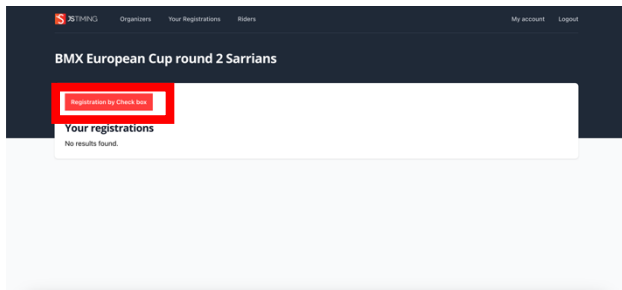 JSTIMING Organizers Your Registrations Riders My account Logout
BMX European Cup round 2 Sarrians
Registration by Check box
Your registrations
No results found.